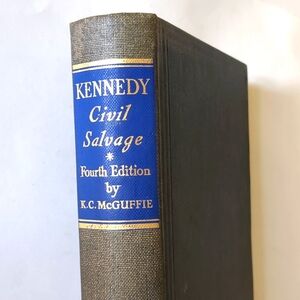 KENNEDY
Civil
Salvage
*
Fourth Edition
by
K.C. McGUFFIE